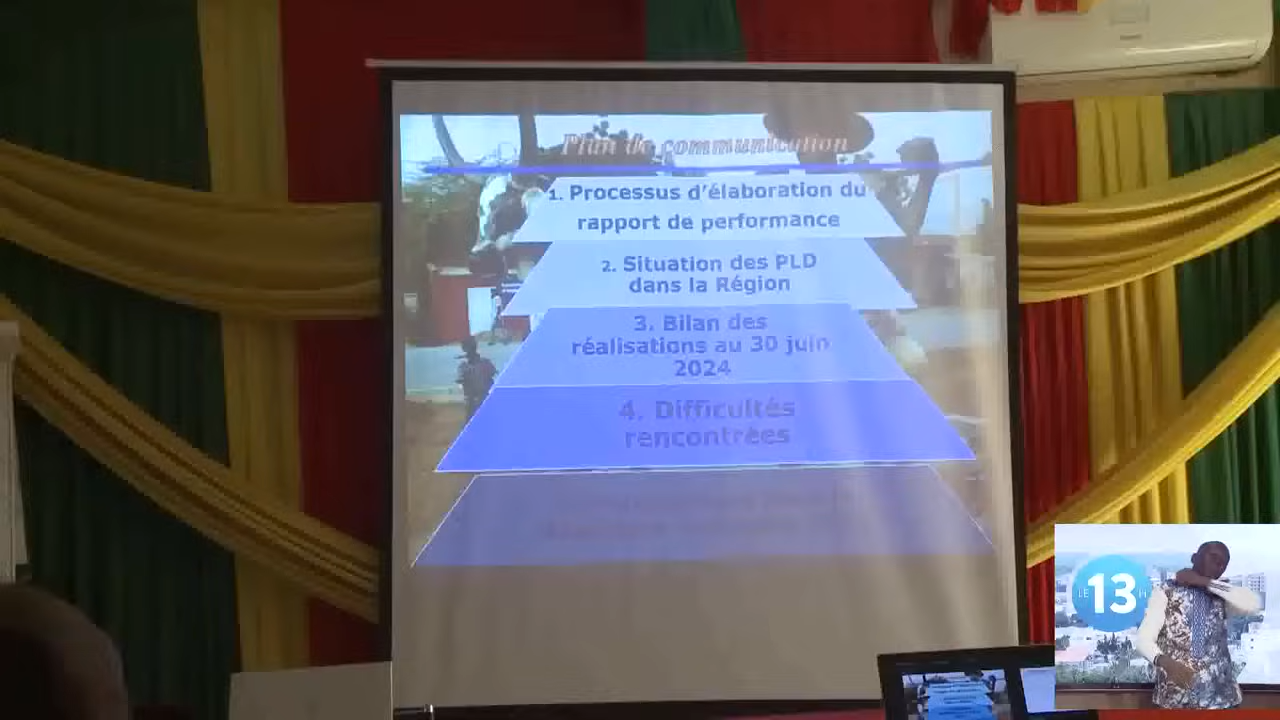 Plan de communication
1. Processus d'élaboration du
rapport de performance
2. Situation des PLD
dans la Région
3. Bilan des
réalisations au 30 juin
2024
4. Difficultés
rencontrées
LE 13 H